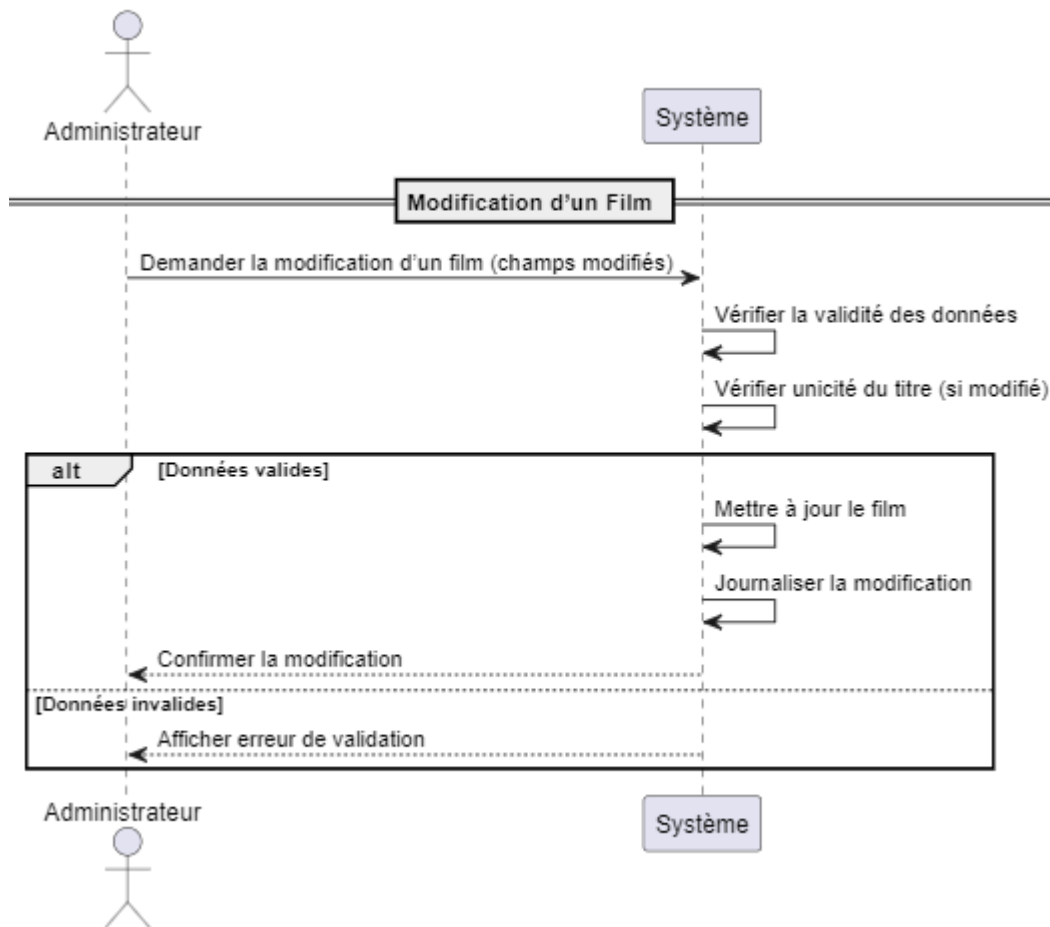 Administrateur
Système
Modification d'un Film
Demander la modification d'un film (champs modifiés)
Vérifier la validité des données
Vérifier unicité du titre (si modifié)
alt [Données valides]
Mettre à jour le film
Journaliser la modification
Confirmer la modification
[Données invalides]
Afficher erreur de validation
Administrateur
Système